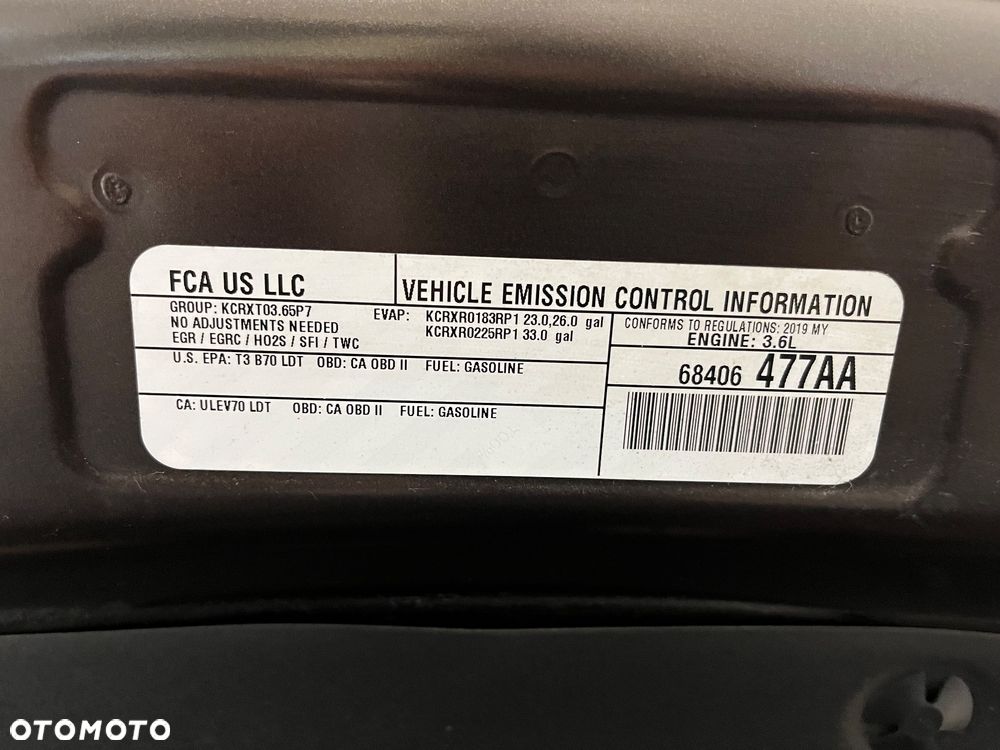 FCA US LLC
VEHICLE EMISSION CONTROL INFORMATION
GROUP: KCRXT03.65P7
NO ADJUSTMENTS NEEDED
EGR / EGRC / HO2S / SFI / TWC
EVAP: KCRXR0183RP1 23.0,26.0 gal
KCRXR0225RP1 33.0 gal
CONFORMS TO REGULATIONS: 2019 MY
ENGINE: 3.6L
U.S. EPA: T3 B70 LDT OBD: CA OBD II FUEL: GASOLINE
68406 477AA
CA: ULEV70 LDT OBD: CA OBD II FUEL: GASOLINE
OTOMOTO